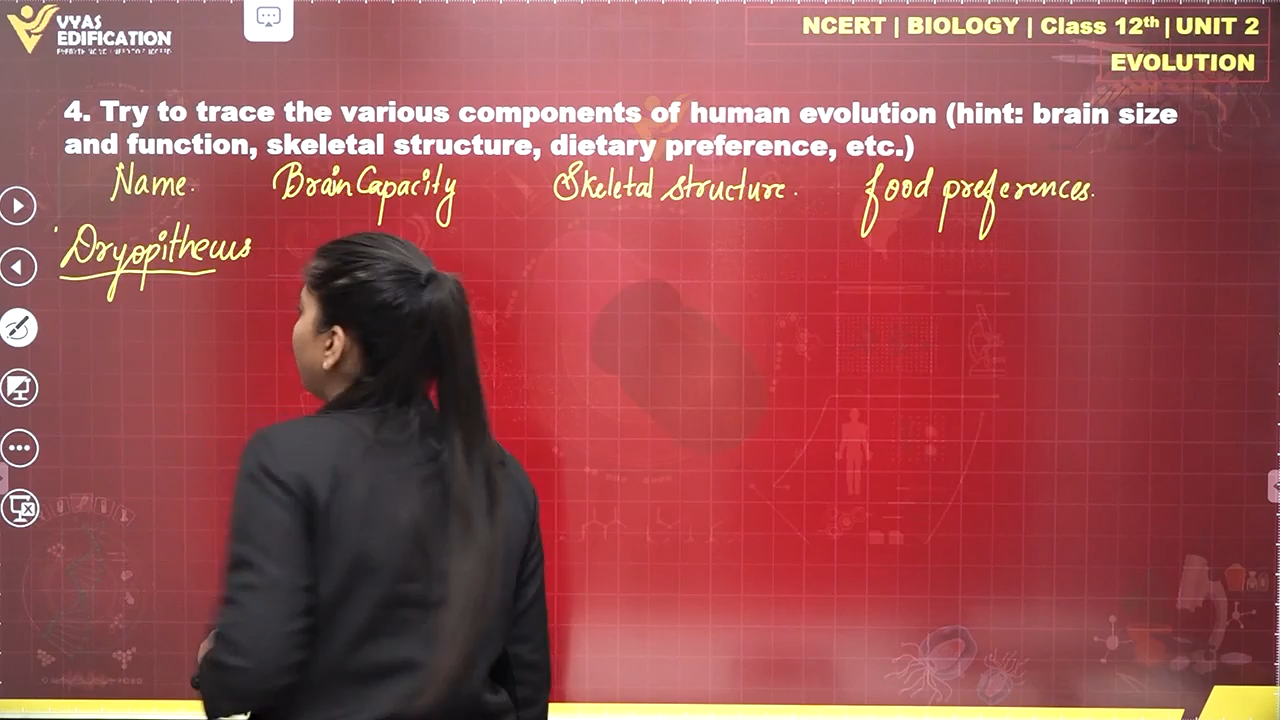 VYAS
EDIFICATION
NCERT | BIOLOGY | Class 12th | UNIT 2
EVOLUTION
4. Try to trace the various components of human evolution (hint: brain size
and function, skeletal structure, dietary preference, etc.)
Name. Brain Capacity Skeletal structure. food preferences.
Dryopithecus